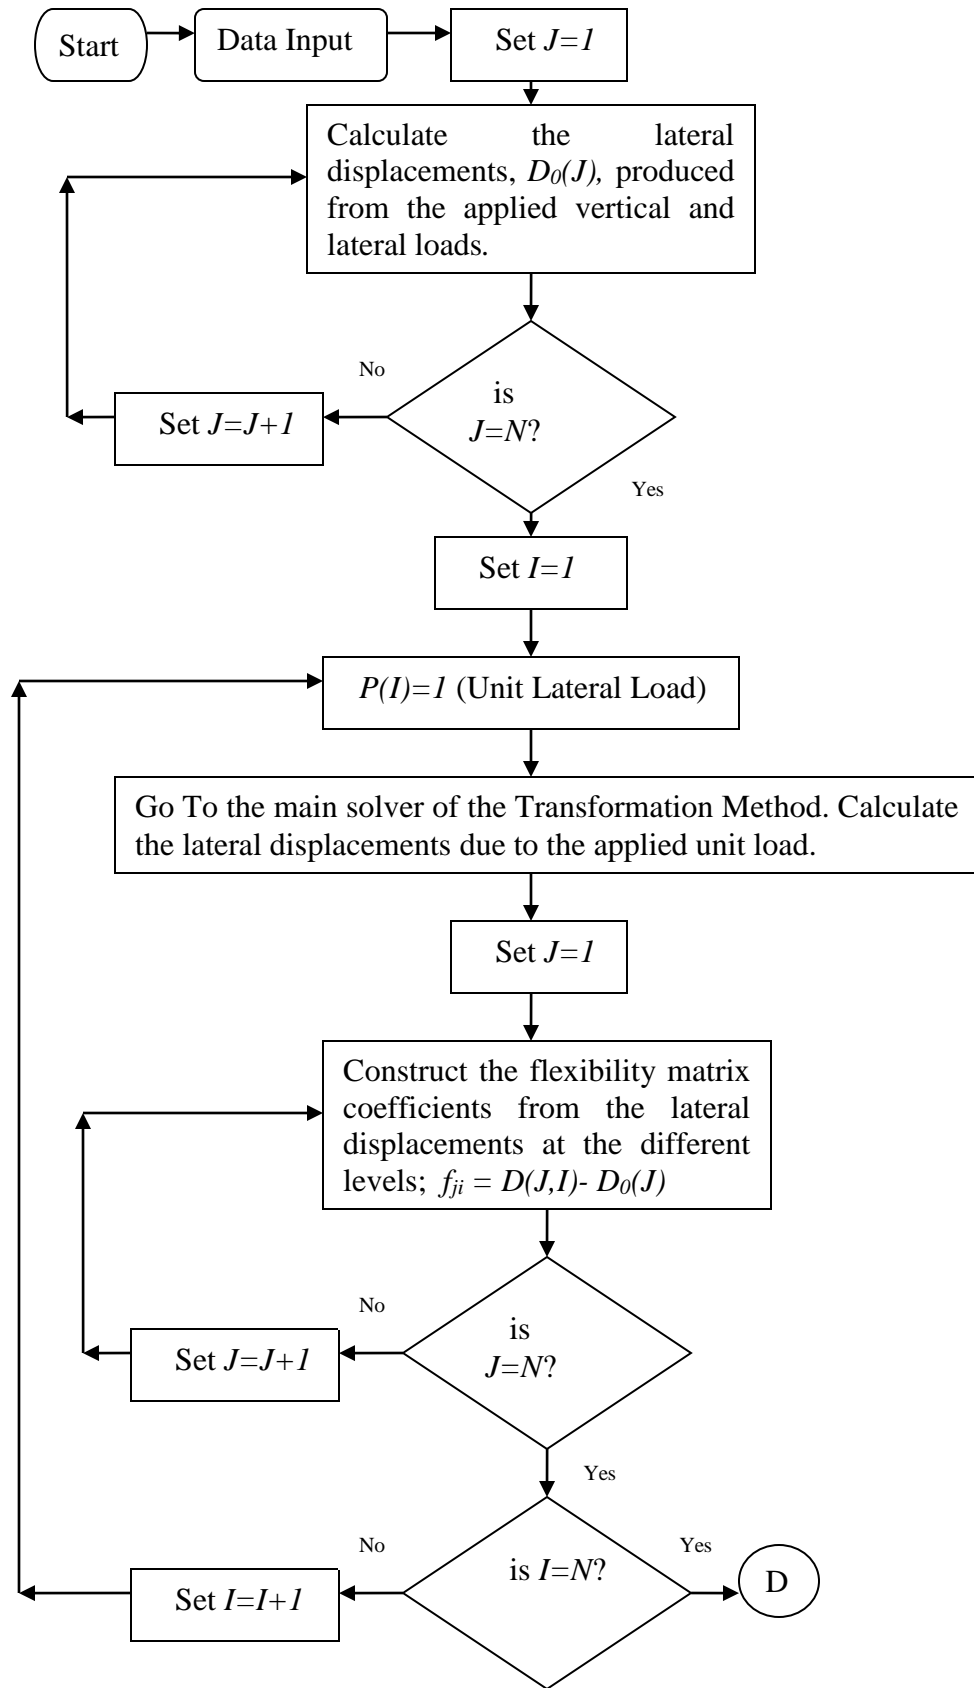 Start
Data Input
Set J=1
Calculate the lateral
displacements, D₀(J), produced
from the applied vertical and
lateral loads.
No
is
J=N?
Set J=J+1
Yes
Set I=1
P(I)=1 (Unit Lateral Load)
Go To the main solver of the Transformation Method. Calculate
the lateral displacements due to the applied unit load.
Set J=1
Construct the flexibility matrix
coefficients from the lateral
displacements at the different
levels; fⱼᵢ = D(J,I)- D₀(J)
No
is
J=N?
Set J=J+1
Yes
No
is I=N?
Yes
D
Set I=I+1